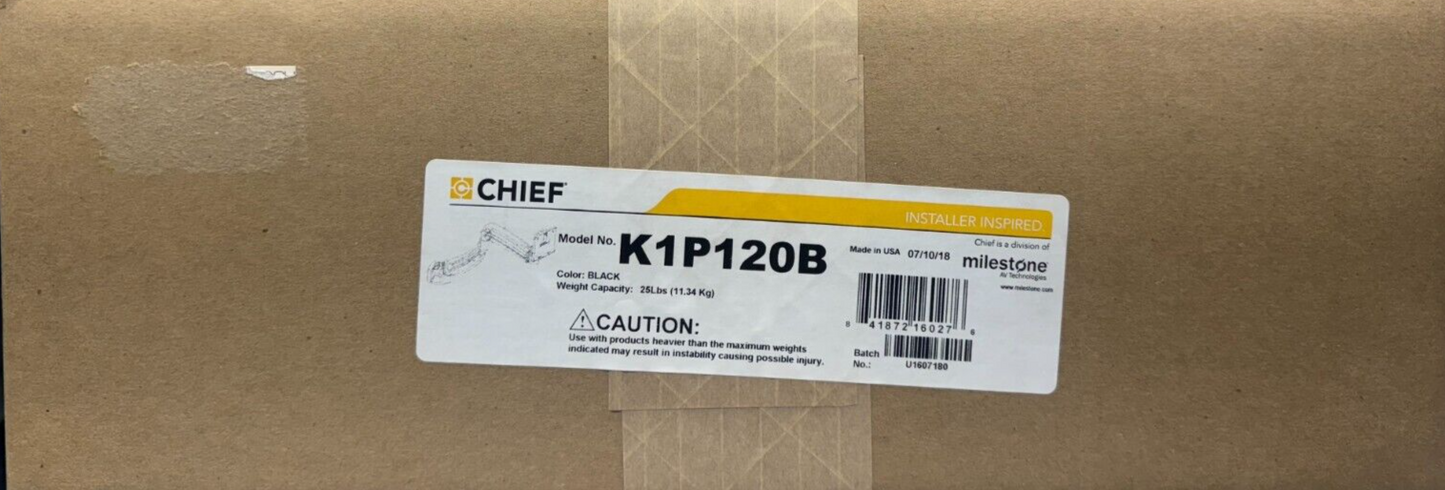 CHIEF
INSTALLER INSPIRED.
Chief is a division of
milestone
AV Technologies
www.milestone.com
Model No. K1P120B
Made in USA 07/10/18
Color: BLACK
Weight Capacity: 25Lbs (11.34 Kg)
CAUTION:
Use with products heavier than the maximum weights
indicated may result in instability causing possible injury.
8 41872 16027 6
Batch
No.: U1607180